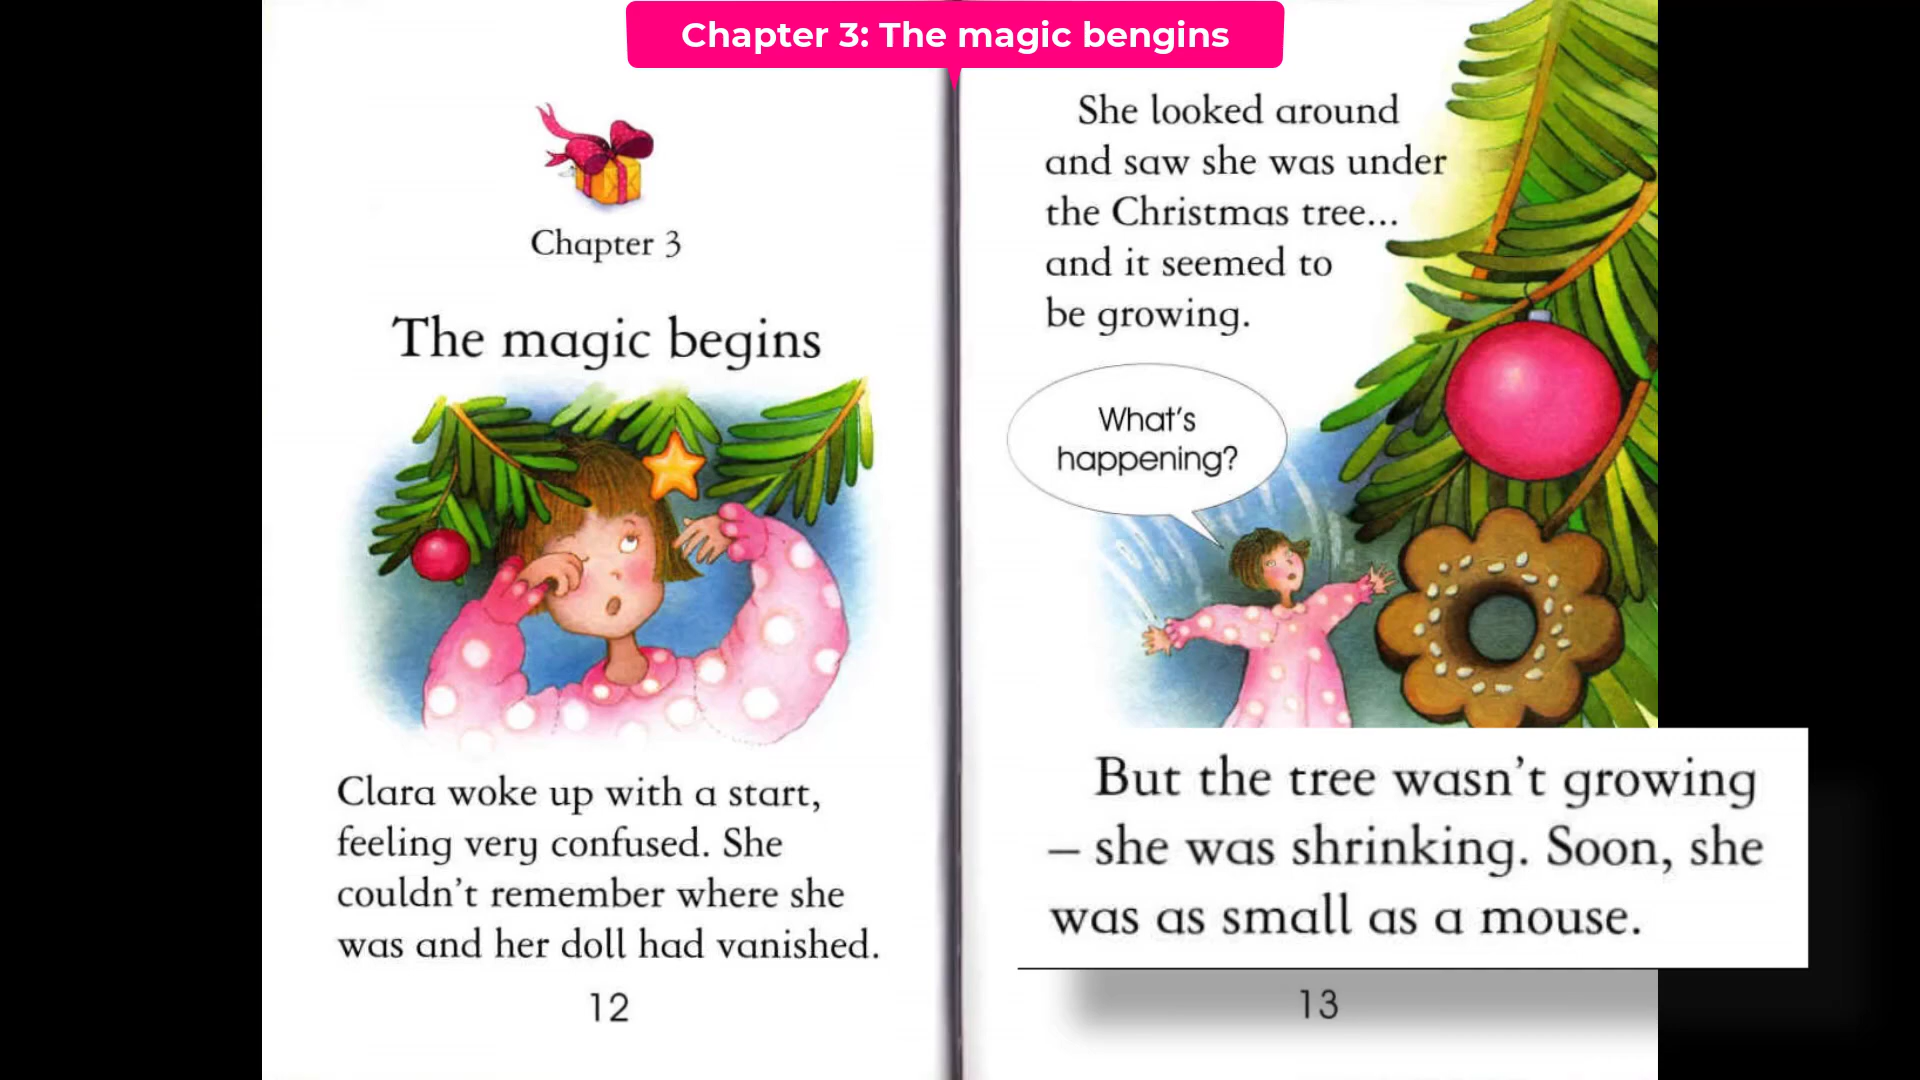 Chapter 3: The magic bengins
Chapter 3
The magic begins
Clara woke up with a start,
feeling very confused. She
couldn't remember where she
was and her doll had vanished.
12
She looked around
and saw she was under
the Christmas tree...
and it seemed to
be growing.
What's
happening?
But the tree wasn't growing
– she was shrinking. Soon, she
was as small as a mouse.
13